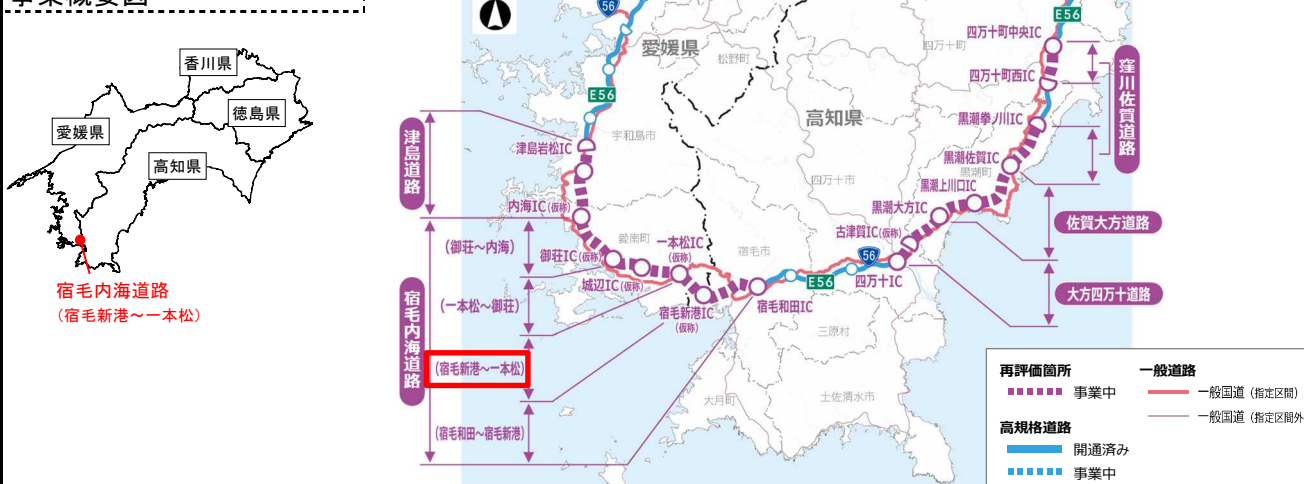 事業概要図
香川県
徳島県
愛媛県
高知県
宿毛内海道路
(宿毛新港～一本松)
56
E56
愛媛県
松野町
四万十町
四万十町中央IC
四万十町西IC
窪川佐賀道路
E56
高知県
黒潮拳ノ川IC
宇和島市
津島道路
津島岩松IC
四万十市
黒潮佐賀IC
黒潮町
黒潮上川口IC
内海IC(仮称)
黒潮大方IC
佐賀大方道路
古津賀IC(仮称)
(御荘～内海)
愛南町
御荘IC(仮称)
一本松IC
(仮称)
宿毛市
56
E56
四万十IC
城辺IC(仮称)
(一本松～御荘)
大方四万十道路
宿毛内海道路
宿毛新港IC
(仮称)
宿毛和田IC
三原村
(宿毛新港～一本松)
大月町
土佐清水市
(宿毛和田～宿毛新港)
再評価箇所
事業中
高規格道路
開通済み
事業中
一般道路
一般国道 (指定区間)
一般国道 (指定区間外